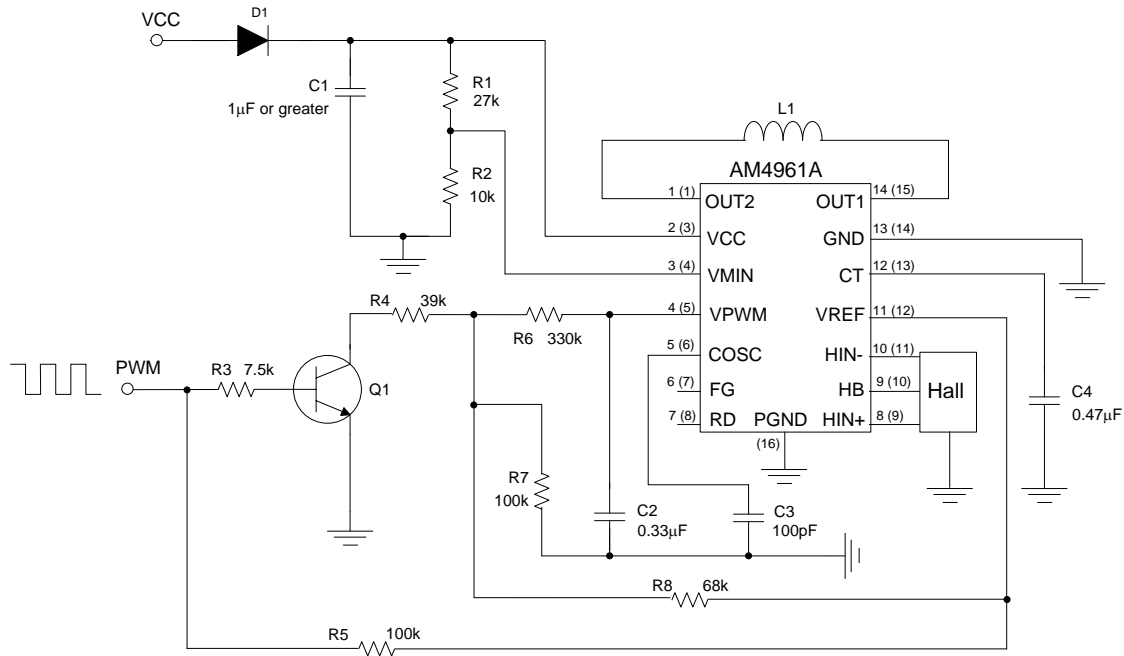 D1
VCC
C1
1μF or greater
R1
27k
R2
10k
L1
AM4961A
1 (1)
OUT2
OUT1
14 (15)
2 (3)
VCC
GND
13 (14)
3 (4)
VMIN
CT
12 (13)
4 (5)
VPWM
VREF
11 (12)
5 (6)
COSC
HIN-
10 (11)
6 (7)
FG
HB
9 (10)
7 (8)
RD
PGND
HIN+
8 (9)
(16)
Hall
R4 39k
R6 330k
PWM
R3 7.5k
Q1
C4
0.47μF
R7
100k
C2
0.33μF
C3
100pF
R8 68k
R5 100k